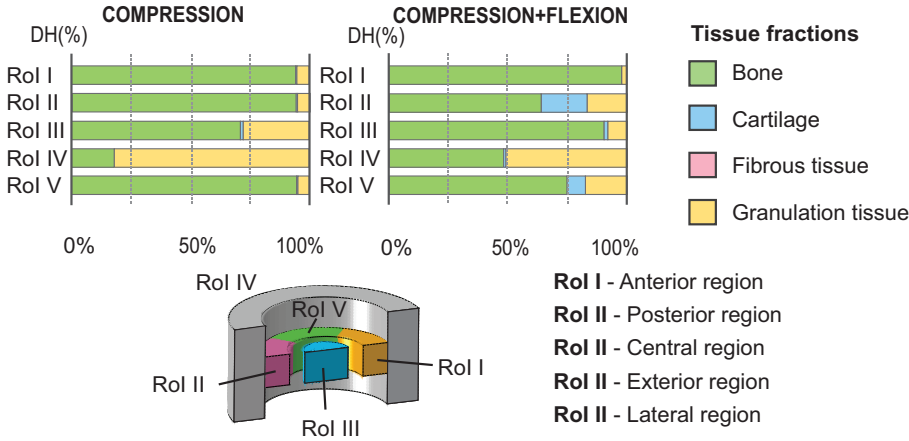 COMPRESSION
DH(%)
RoI I
RoI II
RoI III
RoI IV
RoI V
0% 50% 100%
COMPRESSION+FLEXION
DH(%)
RoI I
RoI II
RoI III
RoI IV
RoI V
0% 50% 100%
Tissue fractions
Bone
Cartilage
Fibrous tissue
Granulation tissue
RoI IV
RoI V
RoI II
RoI I
RoI III
RoI I - Anterior region
RoI II - Posterior region
RoI II - Central region
RoI II - Exterior region
RoI II - Lateral region